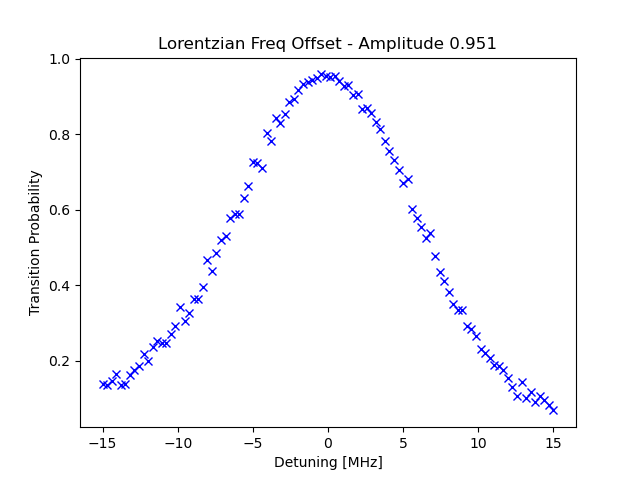 Lorentzian Freq Offset - Amplitude 0.951
Transition Probability
1.0
0.8
0.6
0.4
0.2
−15 −10 −5 0 5 10 15
Detuning [MHz]